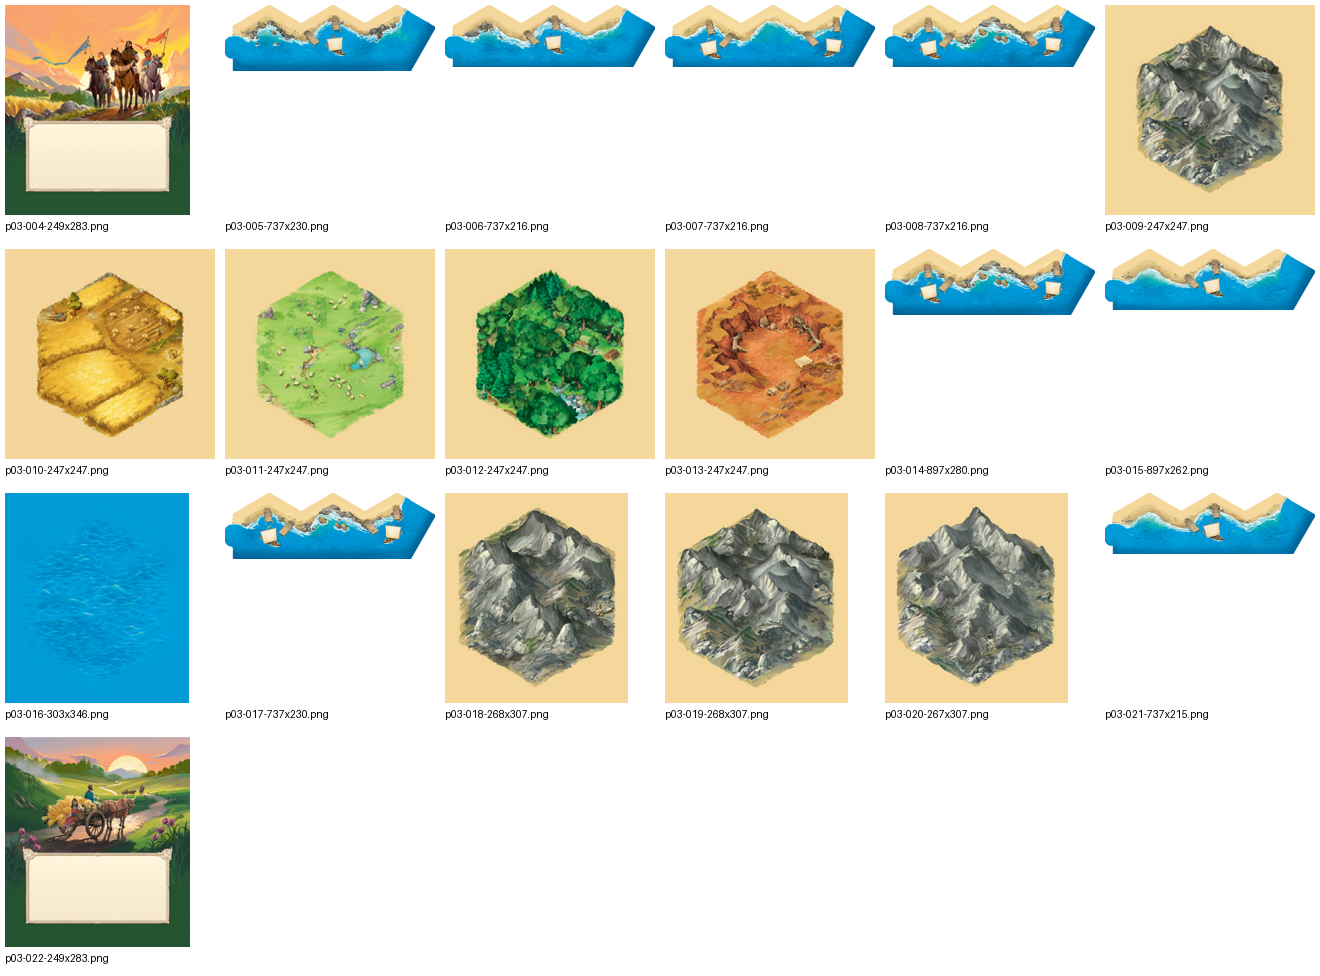 p03-004-249x283.png
p03-005-737x230.png
p03-006-737x216.png
p03-007-737x216.png
p03-008-737x216.png
p03-009-247x247.png
p03-010-247x247.png
p03-011-247x247.png
p03-012-247x247.png
p03-013-247x247.png
p03-014-897x280.png
p03-015-897x262.png
p03-016-303x346.png
p03-017-737x230.png
p03-018-268x307.png
p03-019-268x307.png
p03-020-267x307.png
p03-021-737x215.png
p03-022-249x283.png